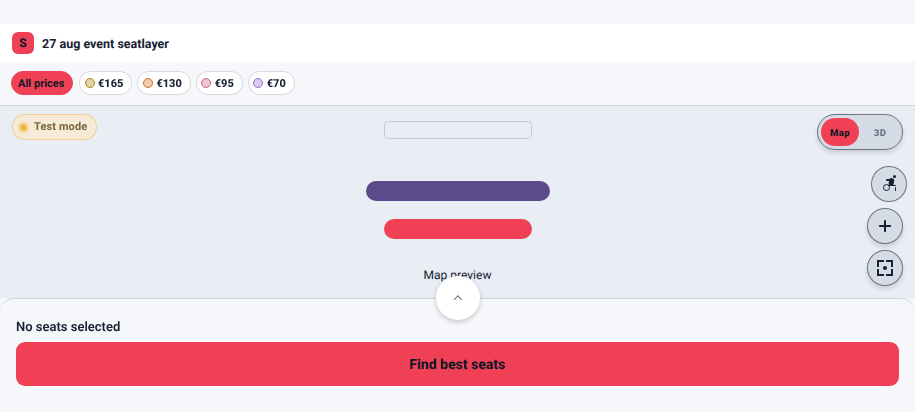 S 27 aug event seatlayer
All prices €165 €130 €95 €70
Test mode
Map 3D
Map preview
No seats selected
Find best seats